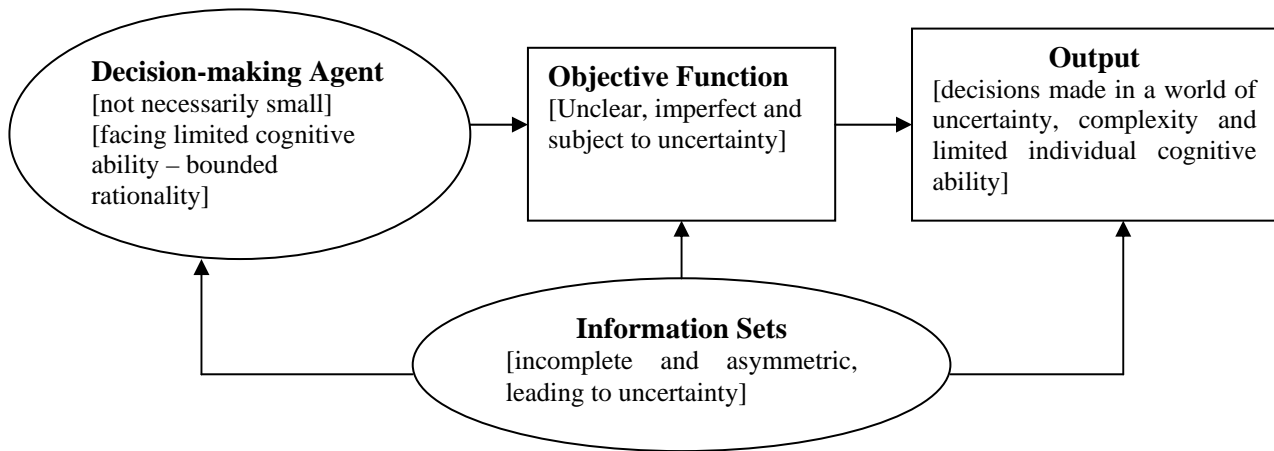 Decision-making Agent
[not necessarily small]
[facing limited cognitive
ability – bounded
rationality]
Objective Function
[Unclear, imperfect and
subject to uncertainty]
Output
[decisions made in a world of
uncertainty, complexity and
limited individual cognitive
ability]
Information Sets
[incomplete and asymmetric,
leading to uncertainty]